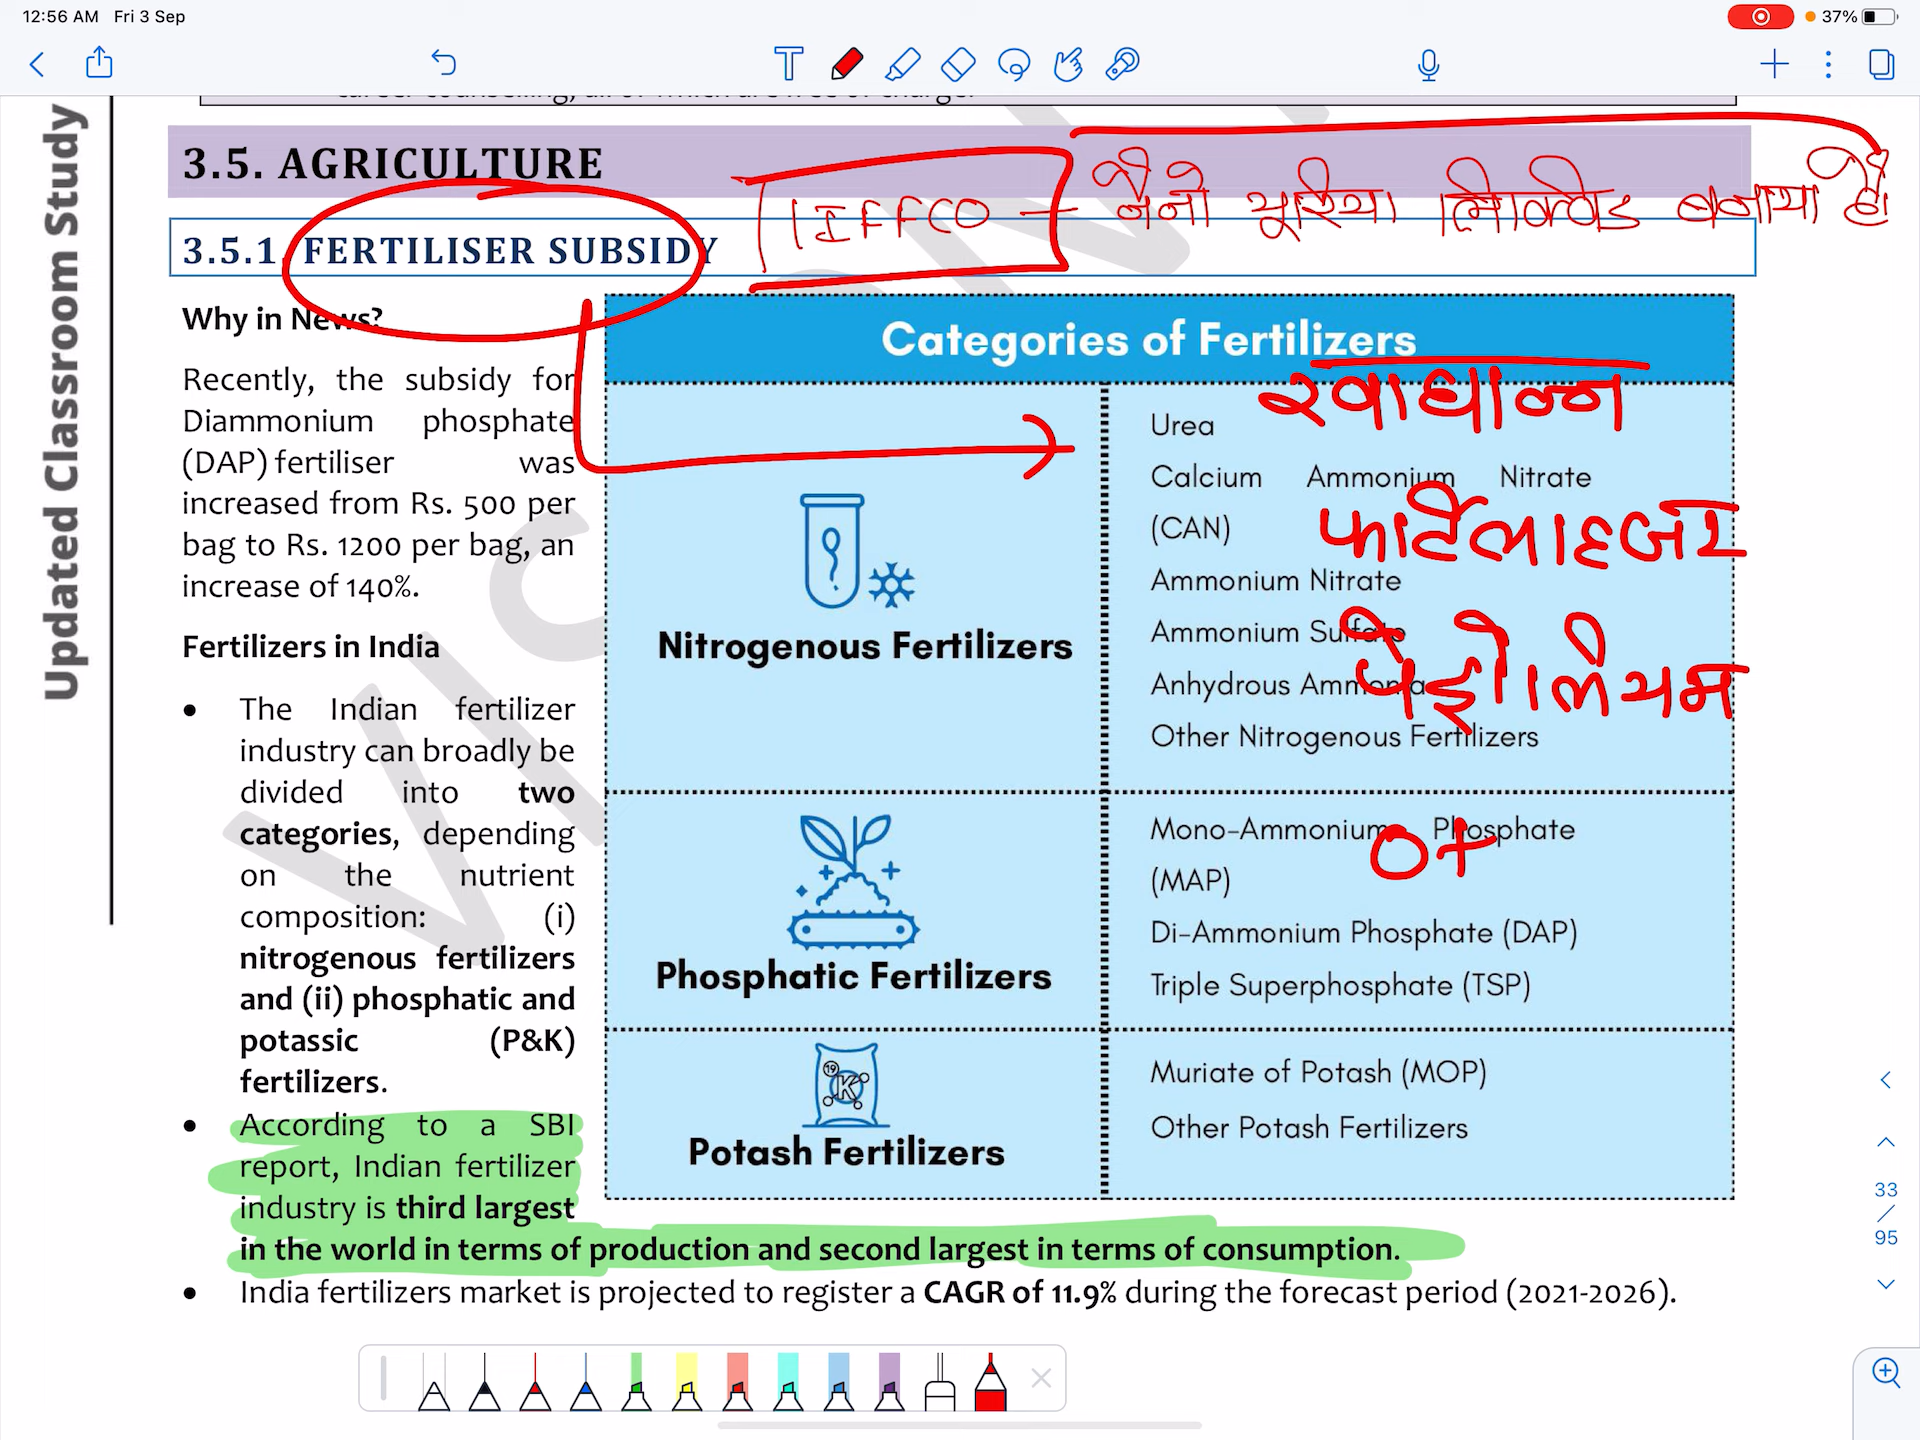 12:56 AM Fri 3 Sep
37%
Updated Classroom Study
3.5. AGRICULTURE
IFFCO - नैनो यूरिया लिक्वीड बनाया है
3.5.1. FERTILISER SUBSIDY
Why in News?
Recently, the subsidy for
Diammonium phosphate
(DAP) fertiliser was
increased from Rs. 500 per
bag to Rs. 1200 per bag, an
increase of 140%.
Fertilizers in India
• The Indian fertilizer
industry can broadly be
divided into two
categories, depending
on the nutrient
composition: (i)
nitrogenous fertilizers
and (ii) phosphatic and
potassic (P&K)
fertilizers.
• According to a SBI
report, Indian fertilizer
industry is third largest
in the world in terms of production and second largest in terms of consumption.
• India fertilizers market is projected to register a CAGR of 11.9% during the forecast period (2021-2026).
Categories of Fertilizers
Nitrogenous Fertilizers
Urea
Calcium Ammonium Nitrate
(CAN)
Ammonium Nitrate
Ammonium Sulfate
Anhydrous Ammonia
Other Nitrogenous Fertilizers
खाद्यान्न
फर्टिलाइजर
पेट्रोलियम
Phosphatic Fertilizers
Mono-Ammonium Phosphate
(MAP)
Di-Ammonium Phosphate (DAP)
Triple Superphosphate (TSP)
Potash Fertilizers
19
K
Muriate of Potash (MOP)
Other Potash Fertilizers
33
/
95